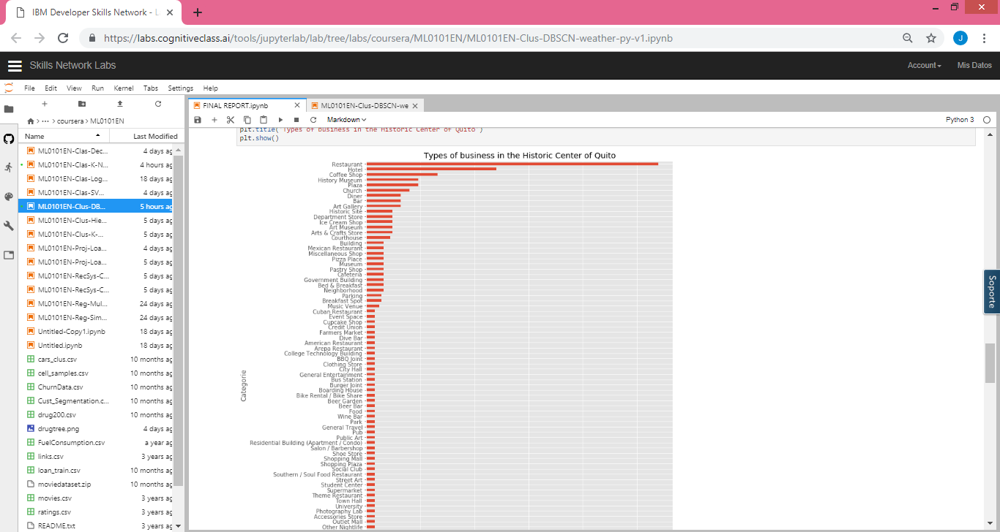 IBM Developer Skills Network - L
https://labs.cognitiveclass.ai/tools/jupyterlab/lab/tree/labs/coursera/ML0101EN/ML0101EN-Clus-DBSCN-weather-py-v1.ipynb
J
Skills Network Labs
Account
Mis Datos
File Edit View Run Kernel Tabs Settings Help
FINAL REPORT.ipynb
ML0101EN-Clus-DBSCN-we
... > coursera > ML0101EN
Markdown
Python 3
Name
Last Modified
ML0101EN-Clas-Dec... 4 days ag
ML0101EN-Clas-K-N... 4 hours ag
ML0101EN-Clas-Log... 18 days ag
ML0101EN-Clas-SV... 4 days ag
ML0101EN-Clus-DB... 5 hours ag
ML0101EN-Clus-Hie... 5 days ag
ML0101EN-Clus-K-... 5 days ag
ML0101EN-Proj-Loa... 4 days ag
ML0101EN-Proj-Loa... 5 days ag
ML0101EN-RecSys-C... 5 days ag
ML0101EN-RecSys-C... 5 days ag
ML0101EN-Reg-Mul... 24 days ag
ML0101EN-Reg-Sim... 24 days ag
Untitled-Copy1.ipynb 18 days ag
Untitled.ipynb 18 days ag
cars_clus.csv 10 months ag
cell_samples.csv 10 months ag
ChurnData.csv 10 months ag
Cust_Segmentation.c... 10 months ag
drug200.csv 10 months ag
drugtree.png 4 days ag
FuelConsumption.csv a year ag
links.csv 3 years ag
loan_train.csv 10 months ag
moviedataset.zip 10 months ag
movies.csv 3 years ag
ratings.csv 3 years ag
README.txt 3 years ag
plt.title('Types of business in the Historic Center of Quito')
plt.show()
Types of business in the Historic Center of Quito
Restaurant
Hotel
Coffee Shop
History Museum
Plaza
Church
Diner
Bar
Art Gallery
Historic Site
Department Store
Ice Cream Shop
Art Museum
Arts & Crafts Store
Courthouse
Building
Mexican Restaurant
Miscellaneous Shop
Pizza Place
Museum
Pastry Shop
Cafeteria
Government Building
Bed & Breakfast
Neighborhood
Parking
Breakfast Spot
Music Venue
Cuban Restaurant
Event Space
Cupcake Shop
Credit Union
Farmers Market
Dive Bar
American Restaurant
Arepa Restaurant
College Technology Building
BBQ Joint
Clothing Store
City Hall
General Entertainment
Bus Station
Burger Joint
Boarding House
Bike Rental / Bike Share
Beer Garden
Beer Bar
Food
Wine Bar
Park
General Travel
Pub
Public Art
Residential Building (Apartment / Condo)
Salon / Barbershop
Shoe Store
Shopping Mall
Shopping Plaza
Social Club
Southern / Soul Food Restaurant
Street Art
Student Center
Supermarket
Theme Restaurant
Town Hall
University
Photography Lab
Accessories Store
Outlet Mall
Other Nightlife
Categorie
Soporte